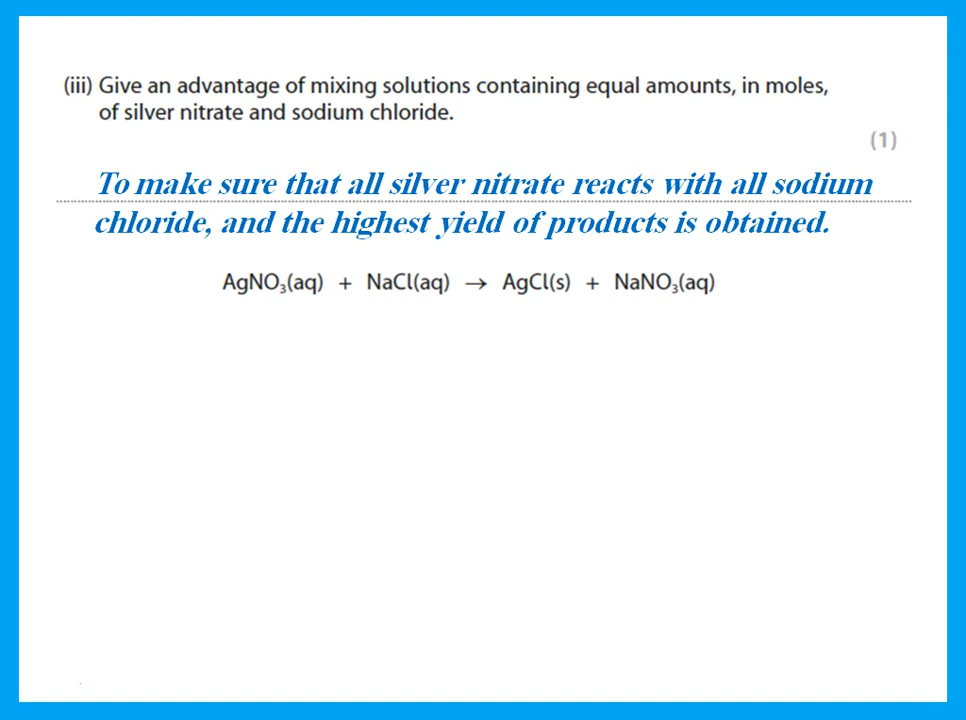 (iii) Give an advantage of mixing solutions containing equal amounts, in moles,
of silver nitrate and sodium chloride.
(1)
To make sure that all silver nitrate reacts with all sodium
chloride, and the highest yield of products is obtained.
AgNO₃(aq) + NaCl(aq) → AgCl(s) + NaNO₃(aq)